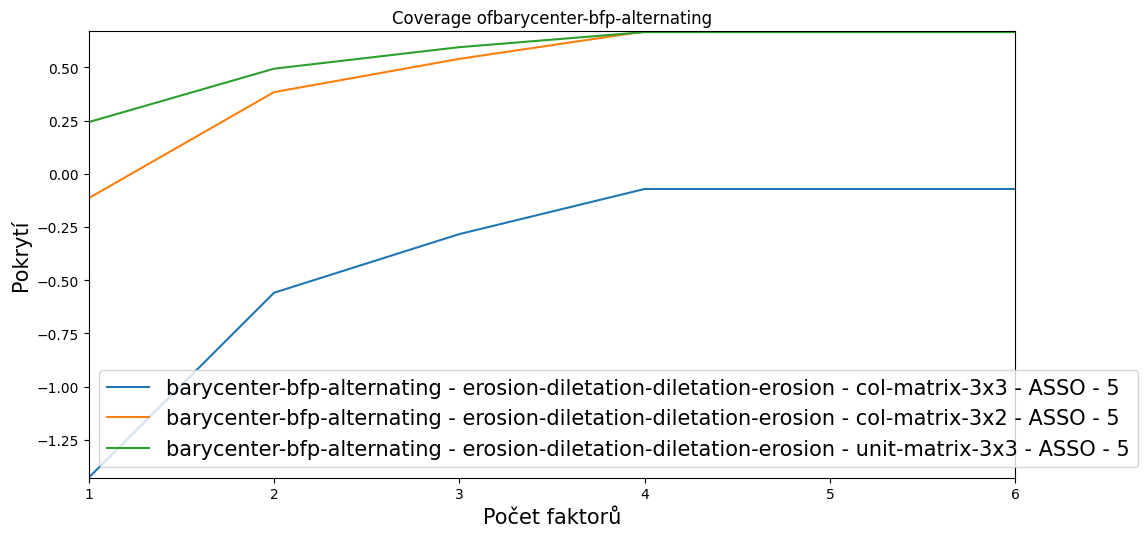 Coverage ofbarycenter-bfp-alternating
0.50
0.25
0.00
−0.25
−0.50
−0.75
−1.00
−1.25
Pokrytí
barycenter-bfp-alternating - erosion-diletation-diletation-erosion - col-matrix-3x3 - ASSO - 5
barycenter-bfp-alternating - erosion-diletation-diletation-erosion - col-matrix-3x2 - ASSO - 5
barycenter-bfp-alternating - erosion-diletation-diletation-erosion - unit-matrix-3x3 - ASSO - 5
1 2 3 4 5 6
Počet faktorů